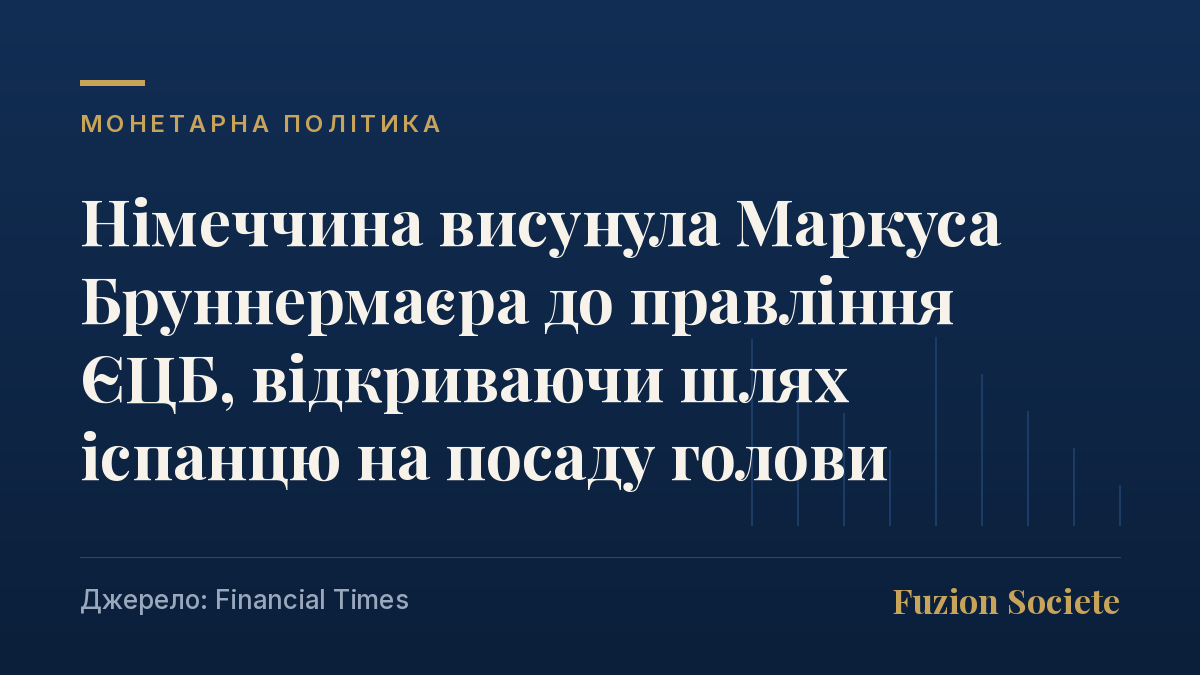 МОНЕТАРНА ПОЛІТИКА
Німеччина висунула Маркуса
Бруннермаєра до правління
ЄЦБ, відкриваючи шлях
іспанцю на посаду голови
Джерело: Financial Times
Fuzion Societe